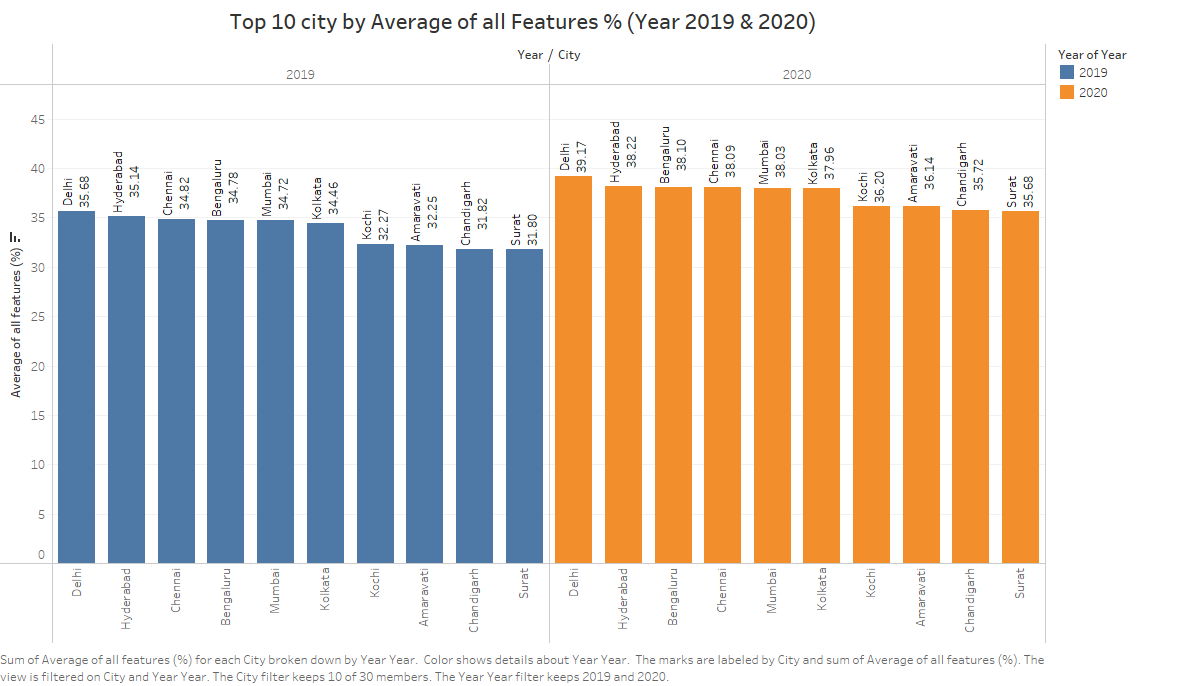 Top 10 city by Average of all Features % (Year 2019 & 2020)
Year / City
2019
2020
Year of Year
2019
2020
Average of all features (%)
45
40
35
30
25
20
15
10
5
0
Delhi
35.68
Hyderabad
35.14
Chennai
34.82
Bengaluru
34.78
Mumbai
34.72
Kolkata
34.46
Kochi
32.27
Amaravati
32.25
Chandigarh
31.82
Surat
31.80
Delhi
39.17
Hyderabad
38.22
Bengaluru
38.10
Chennai
38.09
Mumbai
38.03
Kolkata
37.96
Kochi
36.20
Amaravati
36.14
Chandigarh
35.72
Surat
35.68
Delhi
Hyderabad
Chennai
Bengaluru
Mumbai
Kolkata
Kochi
Amaravati
Chandigarh
Surat
Delhi
Hyderabad
Bengaluru
Chennai
Mumbai
Kolkata
Kochi
Amaravati
Chandigarh
Surat
Sum of Average of all features (%) for each City broken down by Year Year.  Color shows details about Year Year.  The marks are labeled by City and sum of Average of all features (%). The
view is filtered on City and Year Year. The City filter keeps 10 of 30 members. The Year Year filter keeps 2019 and 2020.